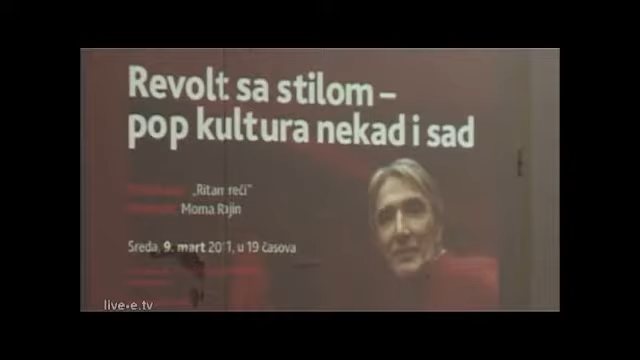 Revolt sa stilom –
pop kultura nekad i sad
„Ritam reči"
Moma Rajin
Sreda, 9. mart 2011, u 19 časova
live•e.tv